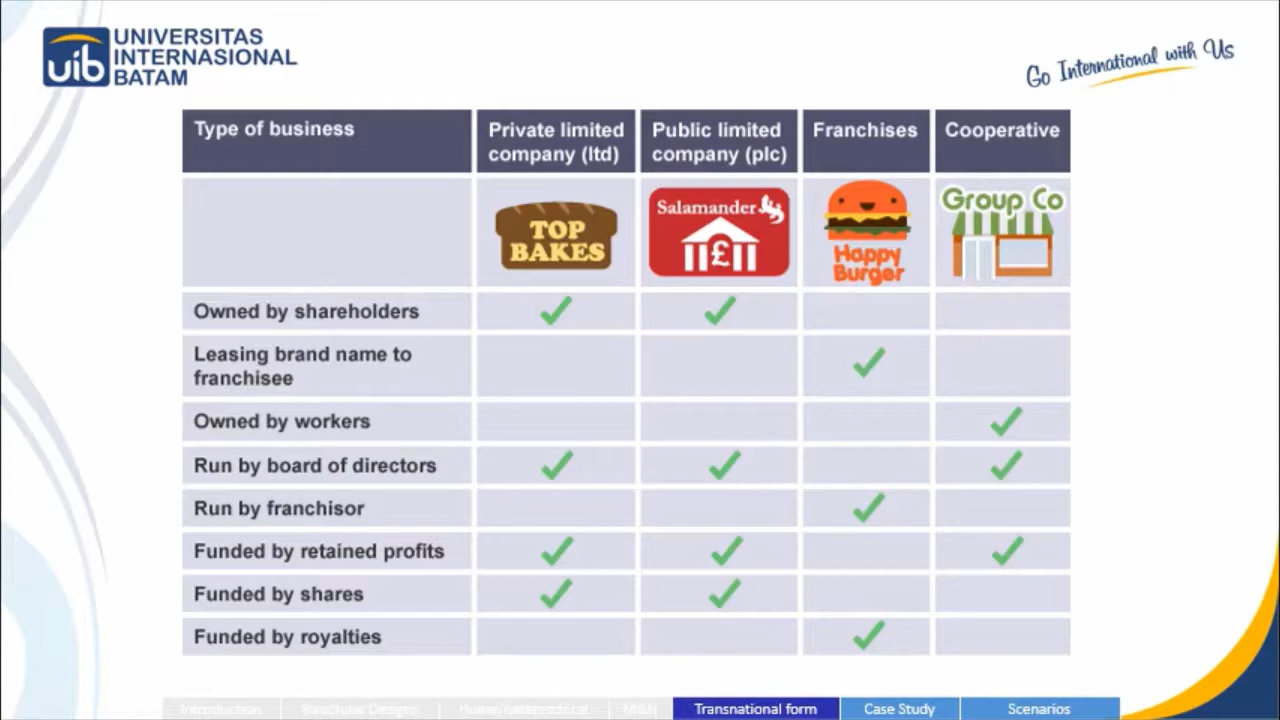 UNIVERSITAS
INTERNASIONAL
BATAM
uib
Go International with Us
Type of business
Private limited
company (ltd)
Public limited
company (plc)
Franchises
Cooperative
TOP
BAKES
Salamander
£
Happy
Burger
Group Co
Owned by shareholders
Leasing brand name to
franchisee
Owned by workers
Run by board of directors
Run by franchisor
Funded by retained profits
Funded by shares
Funded by royalties
Introduction
Transnational form
Case Study
Scenarios